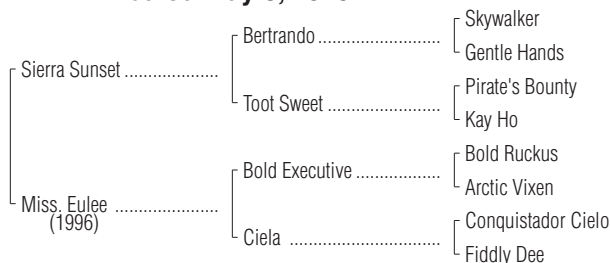 Skywalker
Bertrando
Gentle Hands
Sierra Sunset
Pirate's Bounty
Toot Sweet
Kay Ho
Bold Ruckus
Bold Executive
Arctic Vixen
Miss. Eulee
(1996)
Conquistador Cielo
Ciela
Fiddly Dee